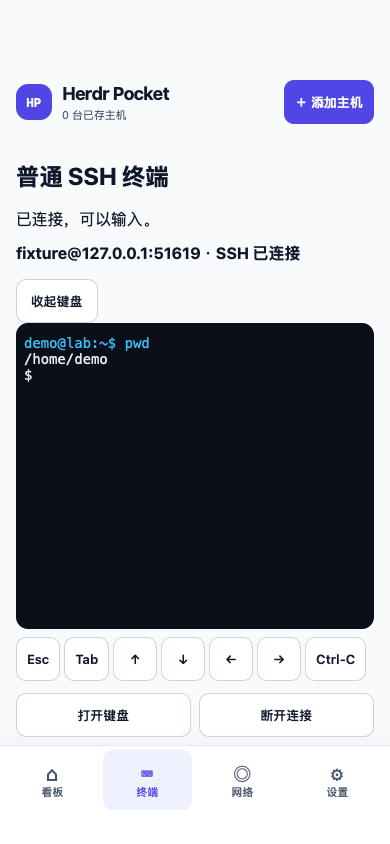 HP
Herdr Pocket
0 台已存主机
+ 添加主机
普通 SSH 终端
已连接，可以输入。
fixture@127.0.0.1:51619 · SSH 已连接
收起键盘
demo@lab:~$ pwd
/home/demo
$
Esc Tab ↑ ↓ ← → Ctrl-C
打开键盘 断开连接
看板 终端 网络 设置